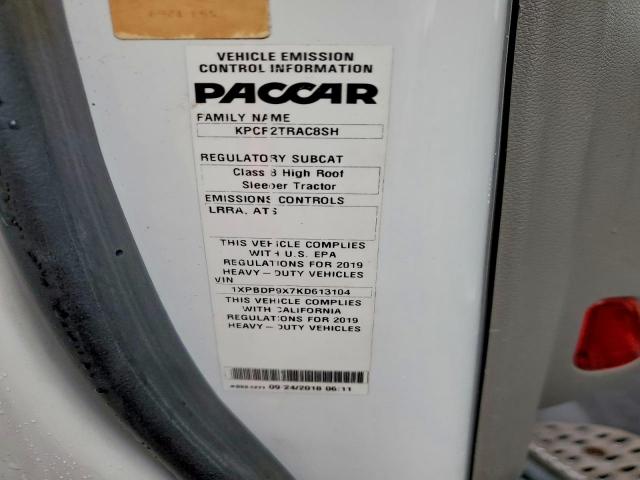 VEHICLE EMISSION
CONTROL INFORMATION
PACCAR
FAMILY NAME
KPCF2TRAC8SH
REGULATORY SUBCAT
Class 8 High Roof
Sleeper Tractor
EMISSIONS CONTROLS
LRRA, ATS
THIS VEHICLE COMPLIES
WITH U.S. EPA
REGULATIONS FOR 2019
HEAVY - DUTY VEHICLES
VIN
1XPBDP9X7KD613104
THIS VEHICLE COMPLIES
WITH CALIFORNIA
REGULATIONS FOR 2019
HEAVY - DUTY VEHICLES
09/24/2018 06:11